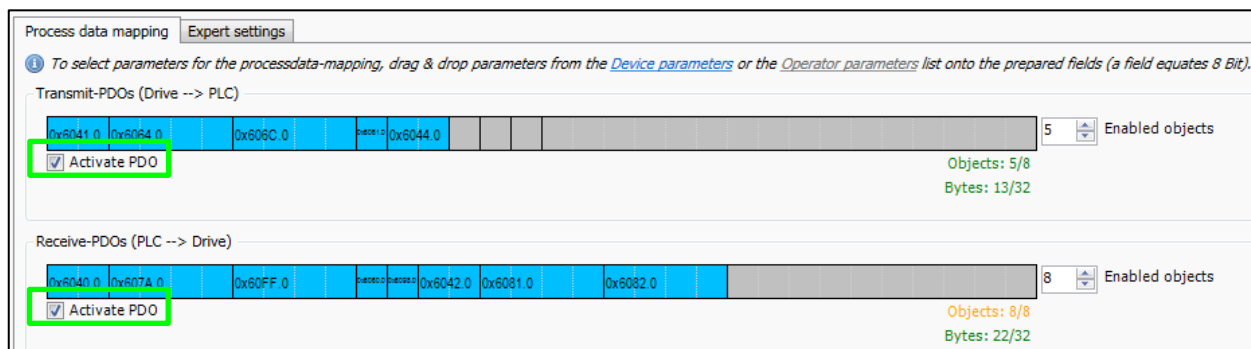 Process data mapping Expert settings
To select parameters for the processdata-mapping, drag & drop parameters from the Device parameters or the Operator parameters list onto the prepared fields (a field equates 8 Bit).
Transmit-PDOs (Drive --> PLC)
0x6041.0 0x6064.0 0x606C.0 0x6061.0 0x6044.0 5 Enabled objects
Activate PDO Objects: 5/8
Bytes: 13/32
Receive-PDOs (PLC --> Drive)
0x6040.0 0x607A.0 0x60FF.0 0x6060.0 0x6042.0 0x6081.0 0x6082.0 8 Enabled objects
Activate PDO Objects: 8/8
Bytes: 22/32